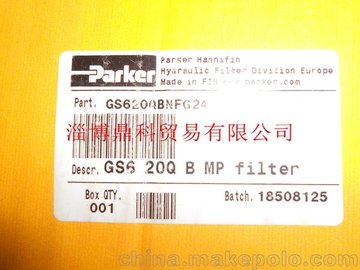 Parker
Parker Hannifin
Hydraulic Filter Division Europe
Made in FIN www.parker.com
Part. GS620QBNFG24
淄博鼎科贸易有限公司
Descr. GS6 20Q B MP filter
Box QTY.
001
Batch. 18508125
china.makepolo.com